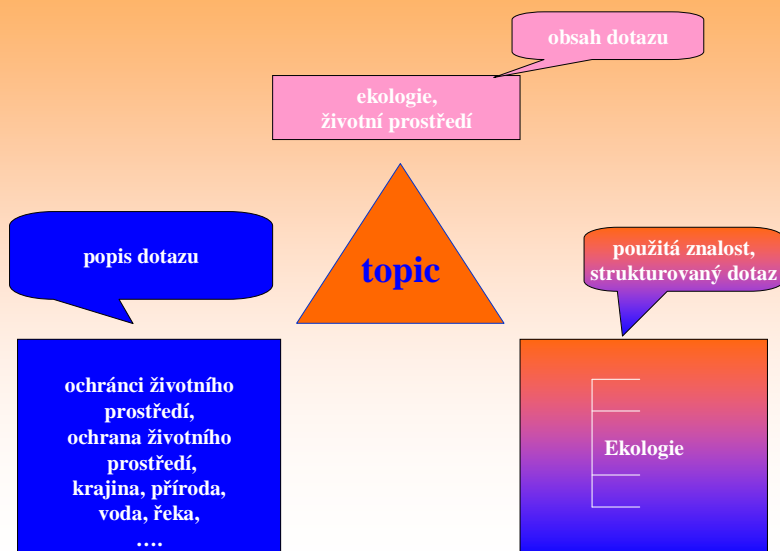 obsah dotazu
ekologie,
životní prostředí
popis dotazu
topic
použitá znalost,
strukturovaný dotaz
ochránci životního
prostředí,
ochrana životního
prostředí,
krajina, příroda,
voda, řeka,
….
Ekologie